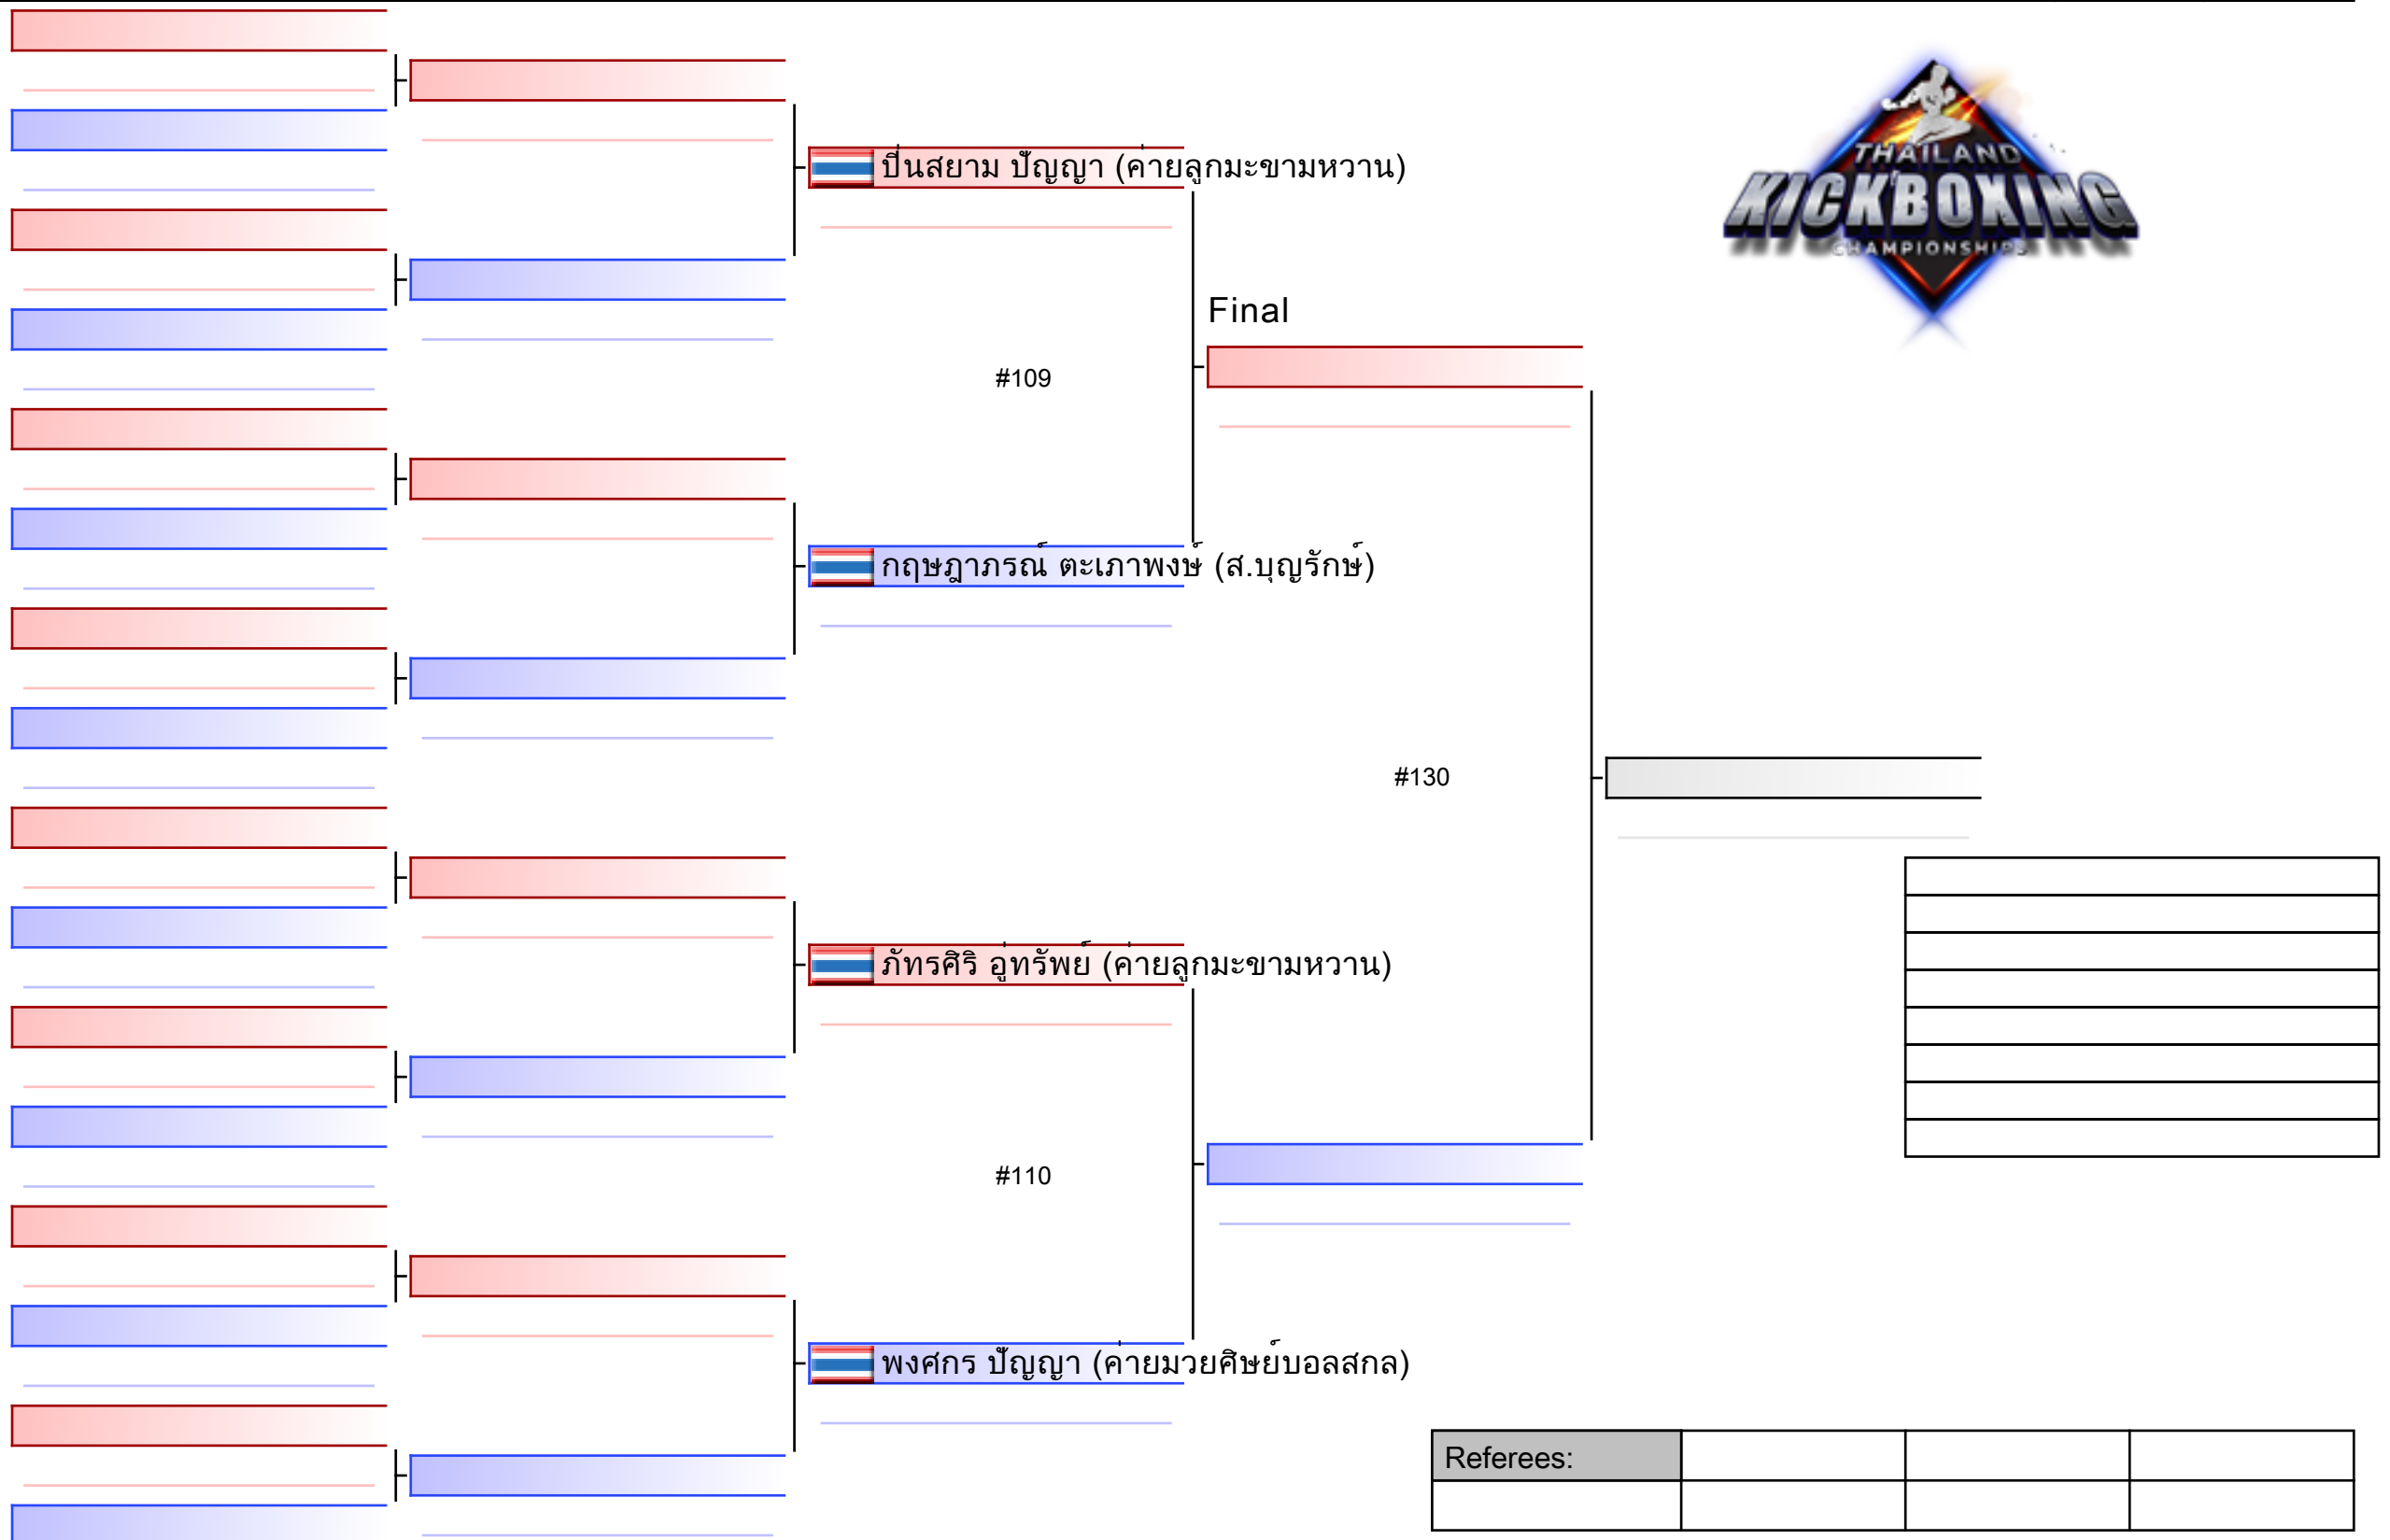 THAILAND
KICKBOXING
CHAMPIONSHIPS
ปิ่นสยาม ปัญญา (ค่ายลูกมะขามหวาน)
Final
#109
กฤษฎาภรณ์ ตะเภาพงษ์ (ส.บุญรักษ์)
#130
ภัทรศิริ อู่ทรัพย์ (ค่ายลูกมะขามหวาน)
#110
พงศกร ปัญญา (ค่ายมวยศิษย์บอลสกล)
Referees: